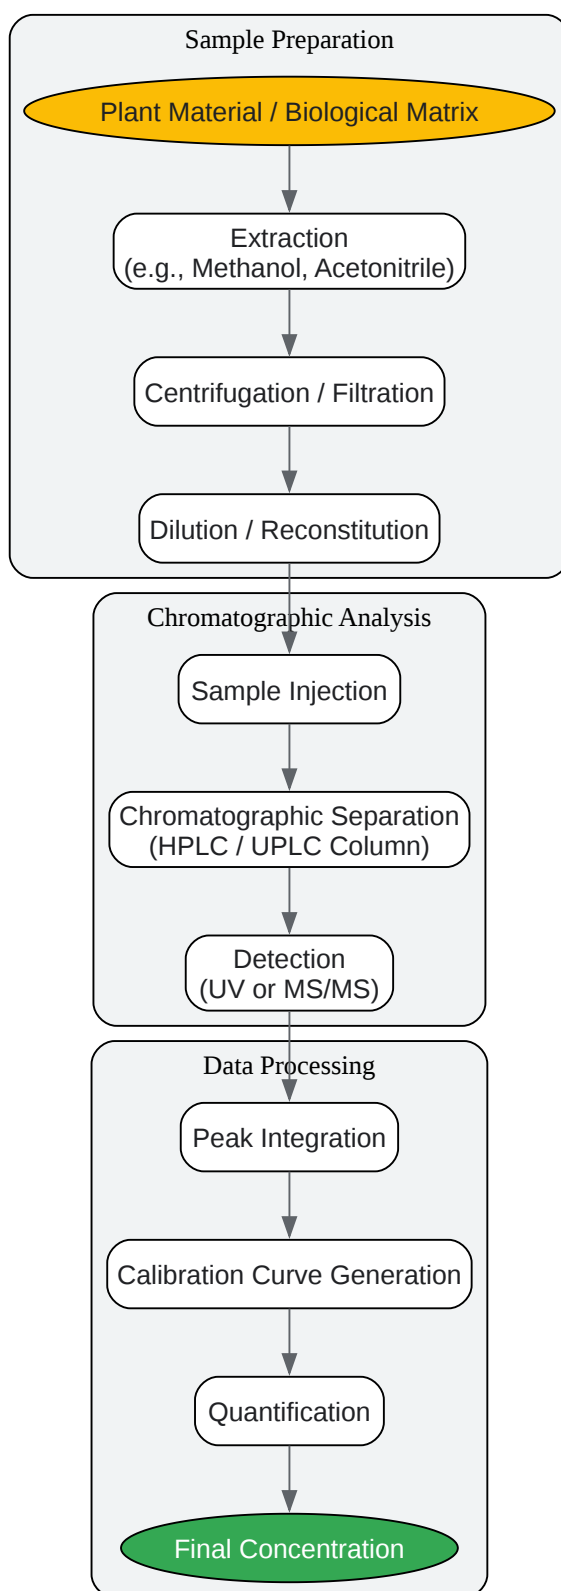 Sample Preparation
Plant Material / Biological Matrix
Extraction
(e.g., Methanol, Acetonitrile)
Centrifugation / Filtration
Dilution / Reconstitution
Chromatographic Analysis
Sample Injection
Chromatographic Separation
(HPLC / UPLC Column)
Detection
(UV or MS/MS)
Data Processing
Peak Integration
Calibration Curve Generation
Quantification
Final Concentration